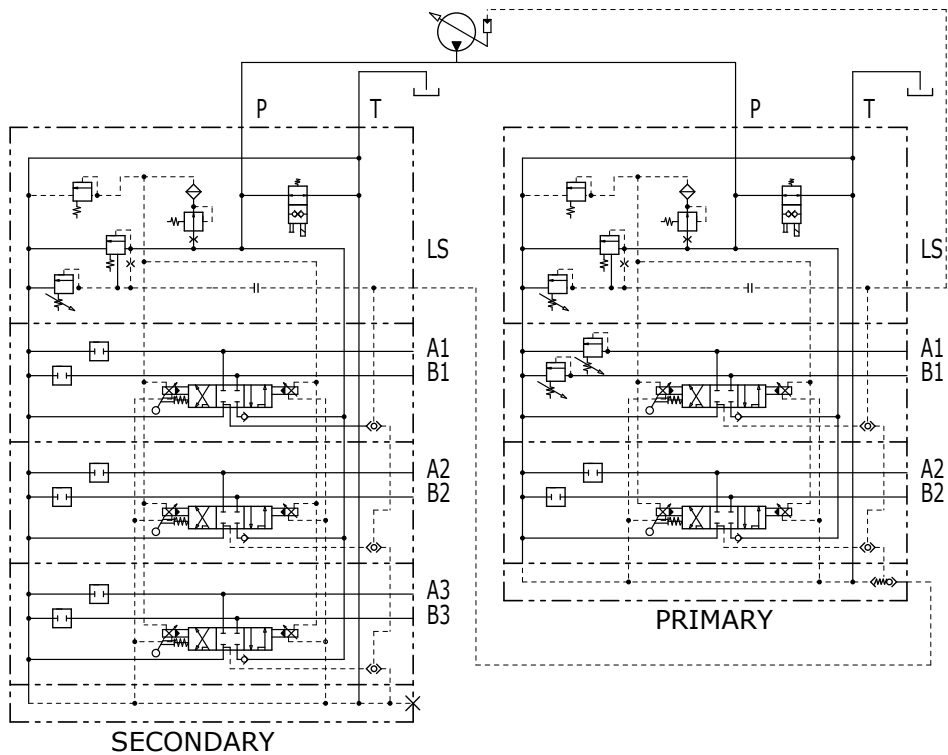 P T P T
LS LS
A1 A1
B1 B1
A2 A2
B2 B2
A3
B3
PRIMARY
SECONDARY